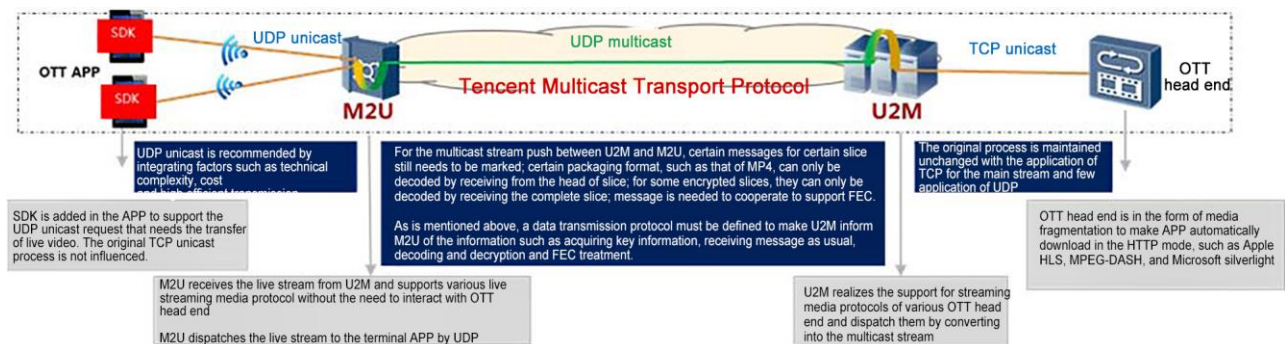 SDK
UDP unicast
UDP multicast
TCP unicast
OTT APP
SDK
M2U
Tencent Multicast Transport Protocol
U2M
OTT
head end
UDP unicast is recommended by
integrating factors such as technical
complexity, cost
and high efficient transmission
For the multicast stream push between U2M and M2U, certain messages for certain slice
still needs to be marked; certain packaging format, such as that of MP4, can only be
decoded by receiving from the head of slice; for some encrypted slices, they can only be
decoded by receiving the complete slice; message is needed to cooperate to support FEC.
As is mentioned above, a data transmission protocol must be defined to make U2M inform
M2U of the information such as acquiring key information, receiving message as usual,
decoding and decryption and FEC treatment.
The original process is maintained
unchanged with the application of
TCP for the main stream and few
application of UDP
SDK is added in the APP to support the
UDP unicast request that needs the transfer
of live video. The original TCP unicast
process is not influenced.
OTT head end is in the form of media
fragmentation to make APP automatically
download in the HTTP mode, such as Apple
HLS, MPEG-DASH, and Microsoft silverlight
M2U receives the live stream from U2M and supports various live
streaming media protocol without the need to interact with OTT
head end
M2U dispatches the live stream to the terminal APP by UDP
U2M realizes the support for streaming
media protocols of various OTT head
end and dispatch them by converting
into the multicast stream